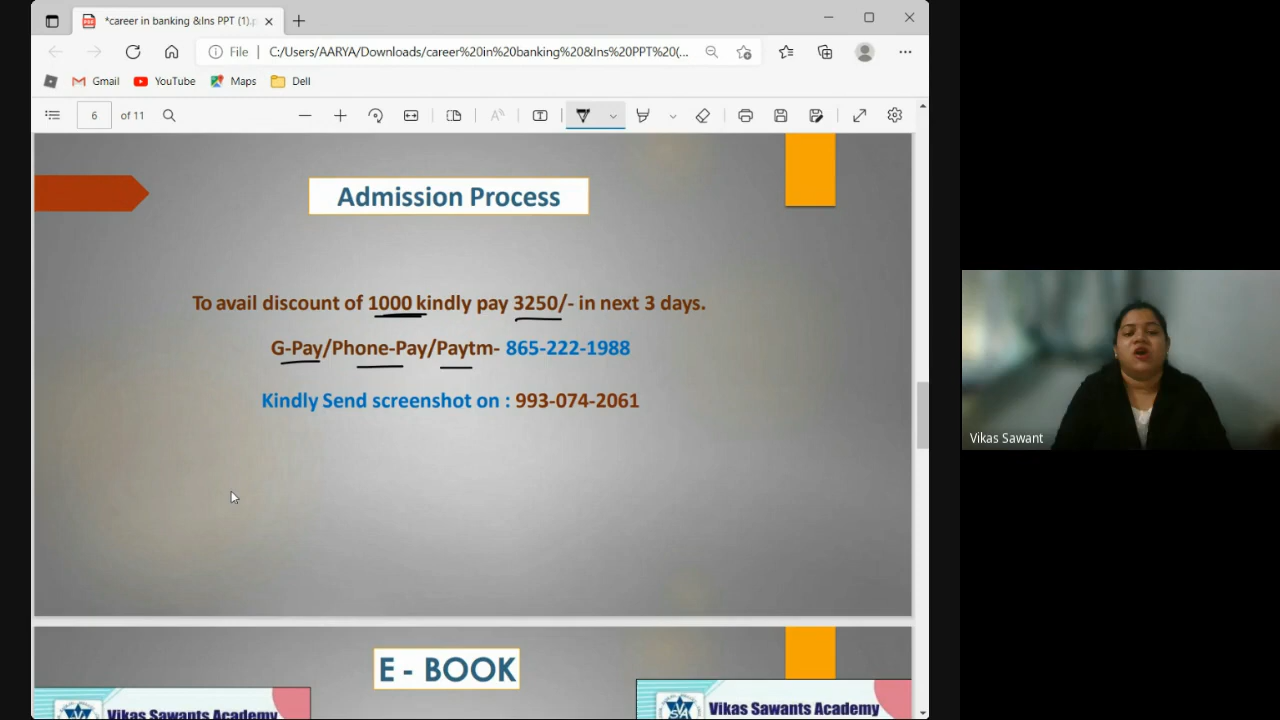 *career in banking &Ins PPT (1).p
File
C:/Users/AARYA/Downloads/career%20in%20banking%20&Ins%20PPT%20(...
Gmail YouTube Maps Dell
6 of 11
Admission Process
To avail discount of 1000 kindly pay 3250/- in next 3 days.
G-Pay/Phone-Pay/Paytm- 865-222-1988
Kindly Send screenshot on : 993-074-2061
Vikas Sawant
E - BOOK
Vikas Sawants Academy
Vikas Sawants Academy